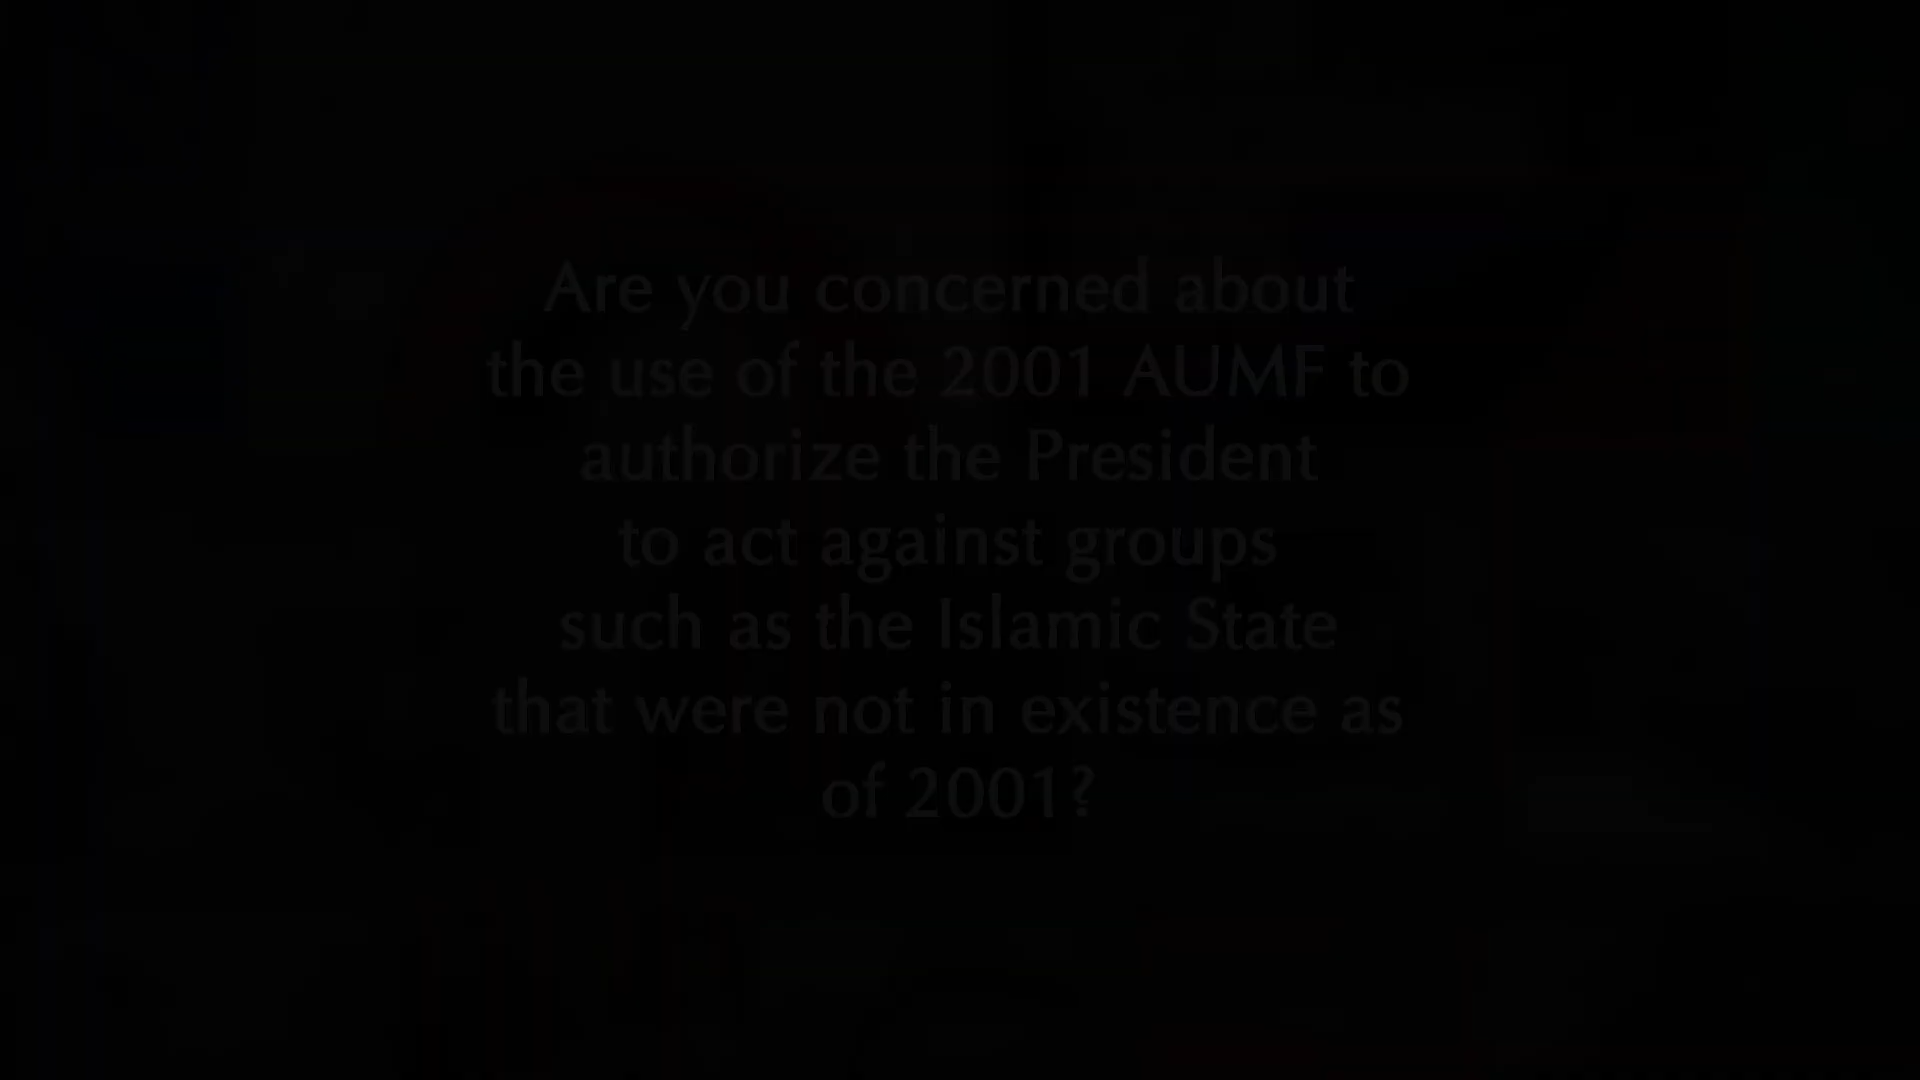 Are you concerned about
the use of the 2001 AUMF to
authorize the President
to act against groups
such as the Islamic State
that were not in existence as
of 2001?